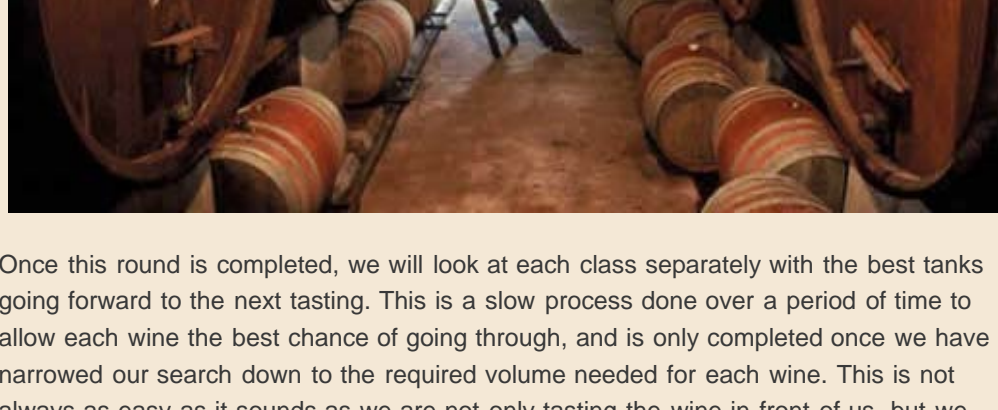 Once this round is completed, we will look at each class separately with the best tanks
going forward to the next tasting. This is a slow process done over a period of time to
allow each wine the best chance of going through, and is only completed once we have
narrowed our search down to the required volume needed for each wine. This is not
always as easy as it sounds as we are not only tasting the wine in front of us, but we